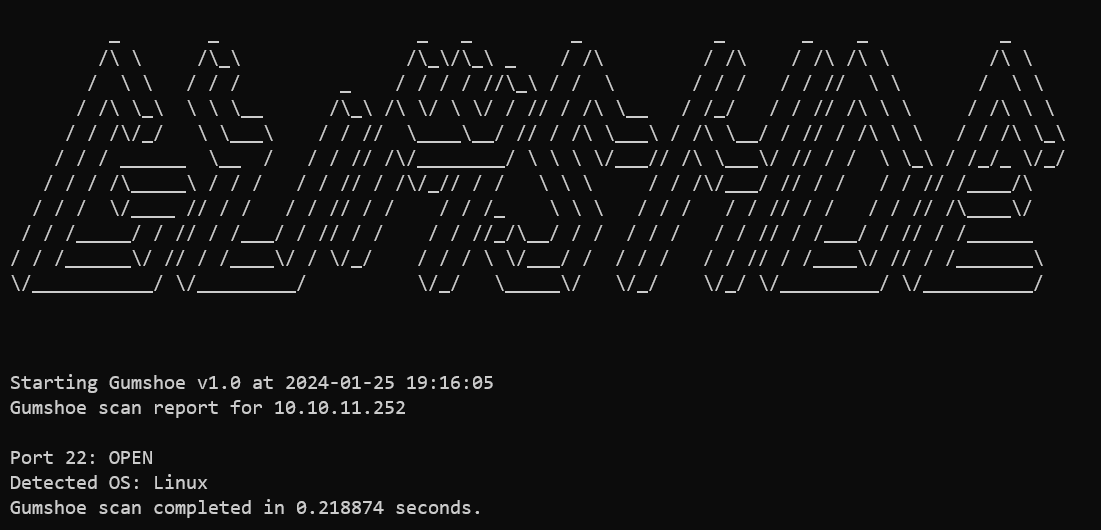 GUMSHOE
Starting Gumshoe v1.0 at 2024-01-25 19:16:05
Gumshoe scan report for 10.10.11.252
Port 22: OPEN
Detected OS: Linux
Gumshoe scan completed in 0.218874 seconds.